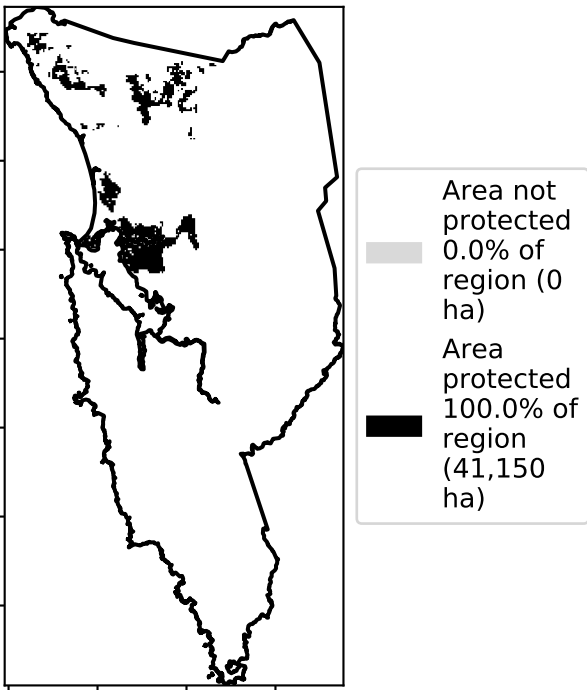 Area not
protected
0.0% of
region (0
ha)
Area
protected
100.0% of
region
(41,150
ha)